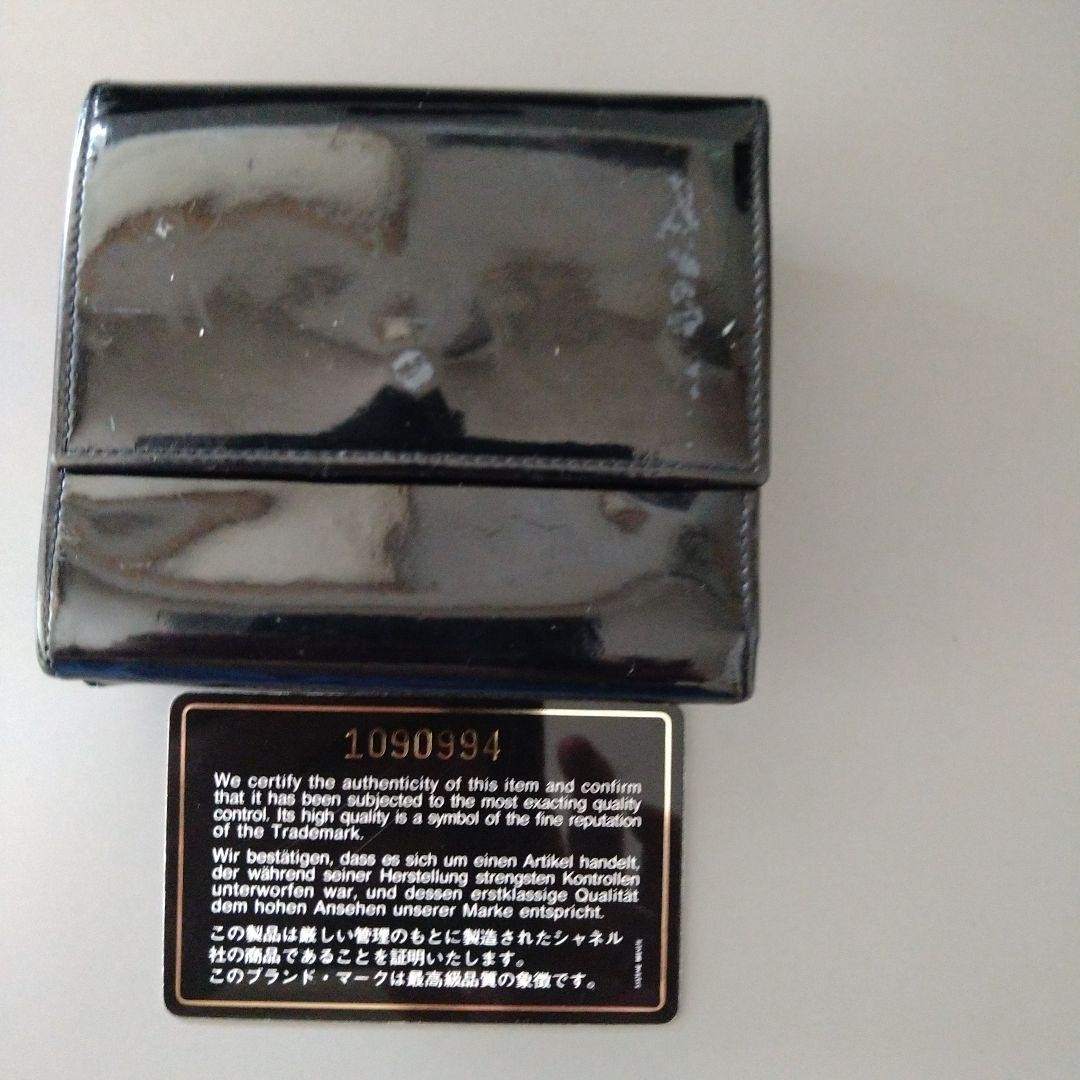 1090994
We certify the authenticity of this item and confirm
that it has been subjected to the most exacting quality
control. Its high quality is a symbol of the fine reputation
of the Trademark.
Wir bestätigen, dass es sich um einen Artikel handelt,
der während seiner Herstellung strengsten Kontrollen
unterworfen war, und dessen erstklassige Qualität
dem hohen Ansehen unserer Marke entspricht.
この製品は厳しい管理のもとに製造されたシャネル
社の商品であることを証明いたします。
このブランド・マークは最高級品質の象徴です。